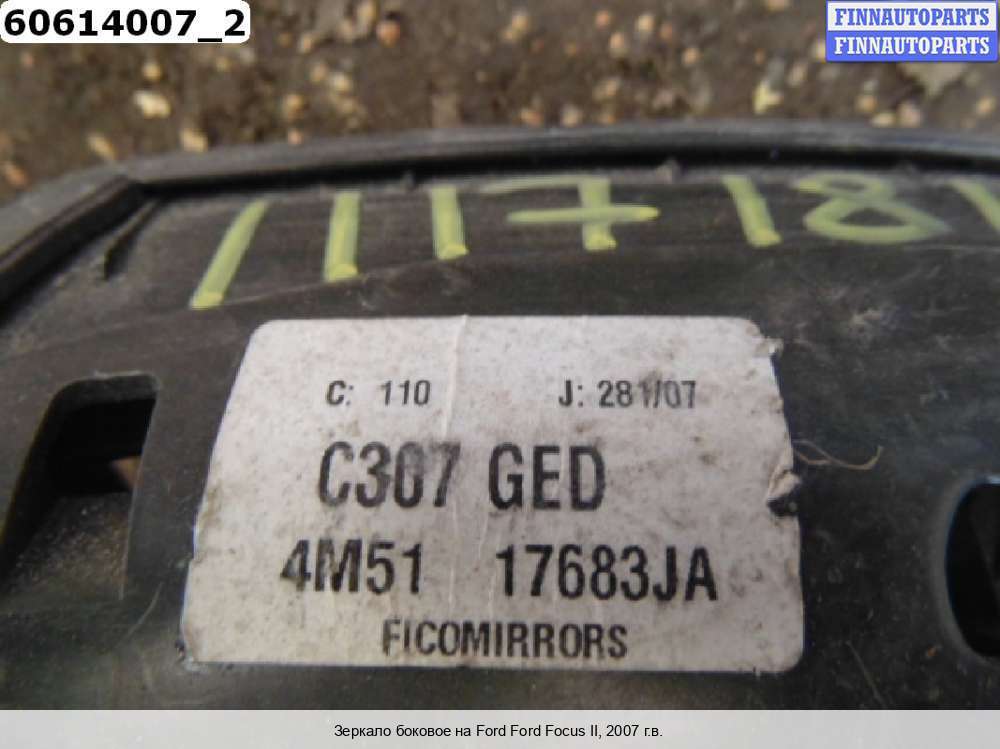 60614007_2
FINNAUTOPARTS
FINNAUTOPARTS
111718
C: 110 J: 281/07
C307 GED
4M51 17683JA
FICOMIRRORS
Зеркало боковое на Ford Ford Focus II, 2007 г.в.